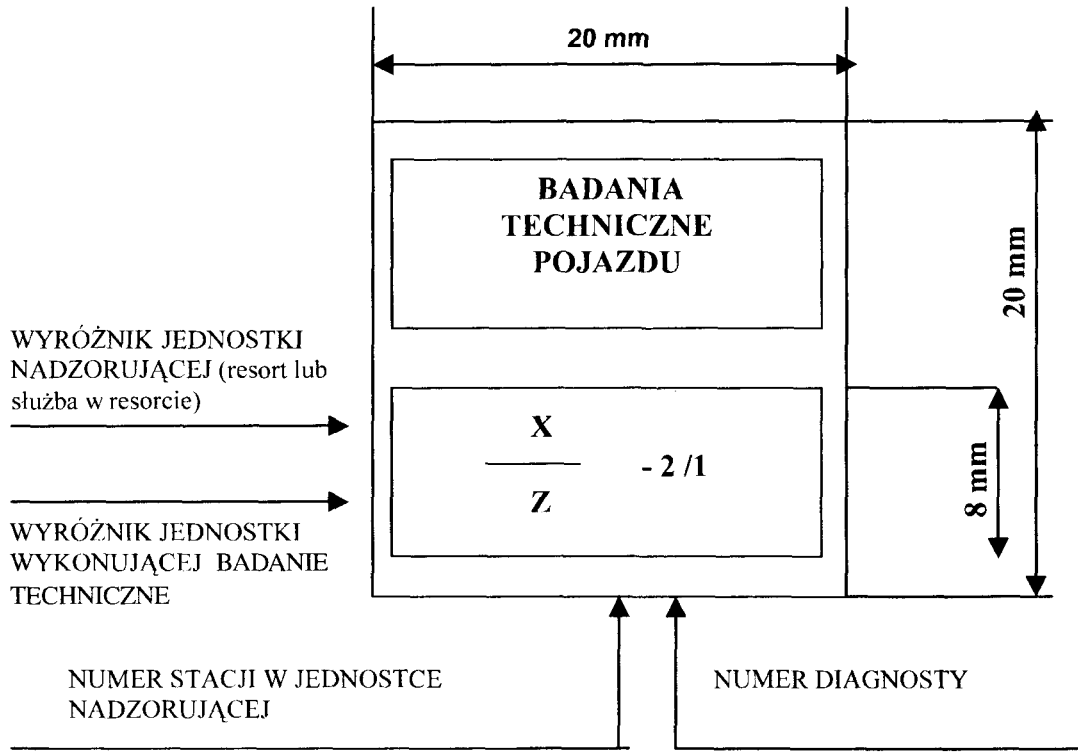 20 mm
BADANIA
TECHNICZNE
POJAZDU
20 mm
WYRÓŻNIK JEDNOSTKI
NADZORUJĄCEJ (resort lub
służba w resorcie)
X
Z
- 2 /1
8 mm
WYRÓŻNIK JEDNOSTKI
WYKONUJĄCEJ BADANIE
TECHNICZNE
NUMER STACJI W JEDNOSTCE
NADZORUJĄCEJ
NUMER DIAGNOSTY